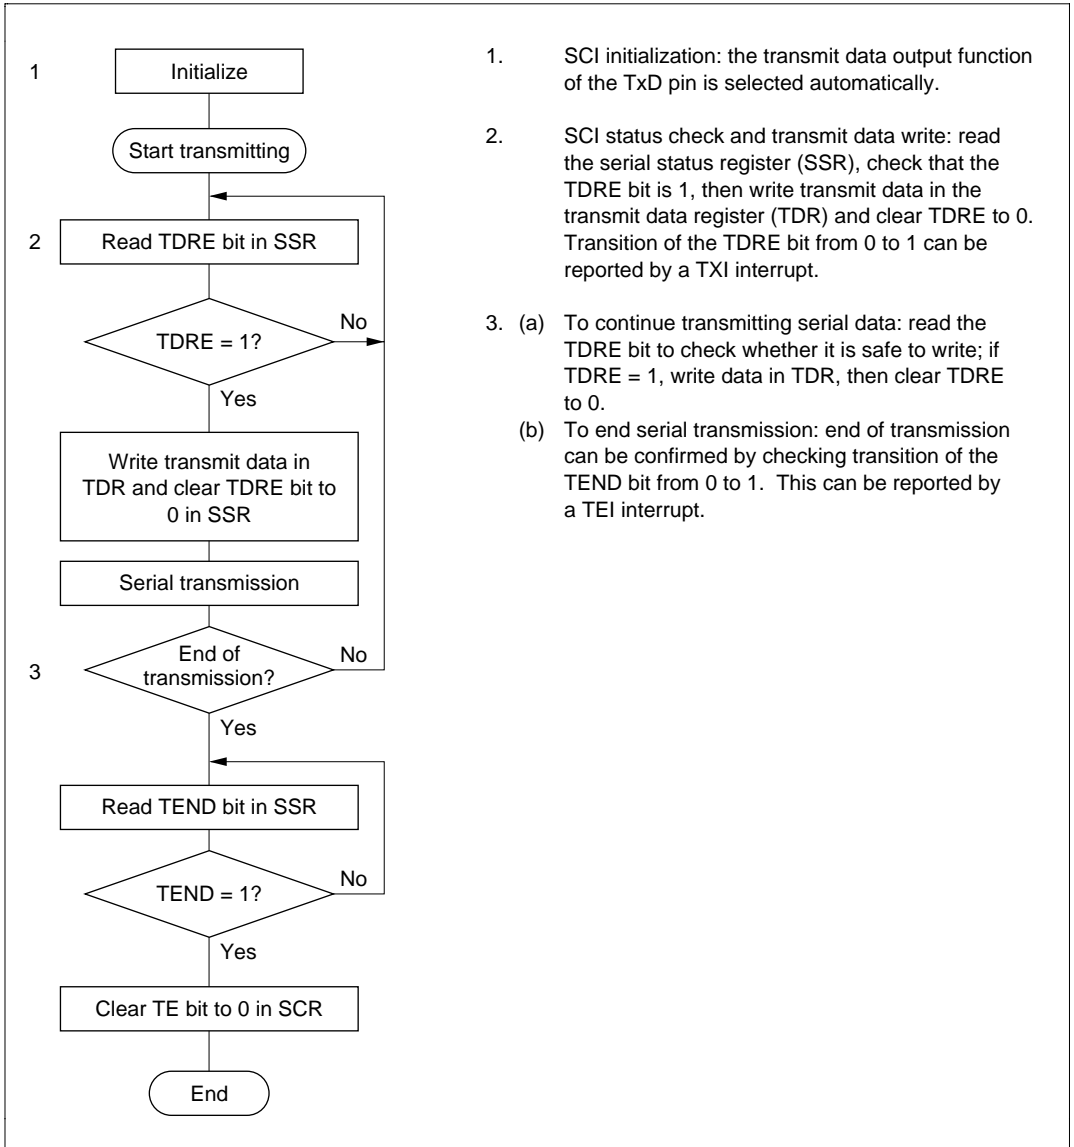 1
Initialize
Start transmitting
2
Read TDRE bit in SSR
TDRE = 1?
No
Yes
Write transmit data in
TDR and clear TDRE bit to
0 in SSR
Serial transmission
3
End of
transmission?
No
Yes
Read TEND bit in SSR
TEND = 1?
No
Yes
Clear TE bit to 0 in SCR
End
1. SCI initialization: the transmit data output function
of the TxD pin is selected automatically.
2. SCI status check and transmit data write: read
the serial status register (SSR), check that the
TDRE bit is 1, then write transmit data in the
transmit data register (TDR) and clear TDRE to 0.
Transition of the TDRE bit from 0 to 1 can be
reported by a TXI interrupt.
3. (a) To continue transmitting serial data: read the
TDRE bit to check whether it is safe to write; if
TDRE = 1, write data in TDR, then clear TDRE
to 0.
(b) To end serial transmission: end of transmission
can be confirmed by checking transition of the
TEND bit from 0 to 1. This can be reported by
a TEI interrupt.